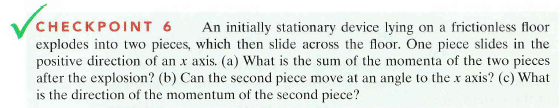 CHECKPOINT 6 An initially stationary device lying on a frictionless floor
explodes into two pieces, which then slide across the floor. One piece slides in the
positive direction of an x axis. (a) What is the sum of the momenta of the two pieces
after the explosion? (b) Can the second piece move at an angle to the x axis? (c) What
is the direction of the momentum of the second piece?